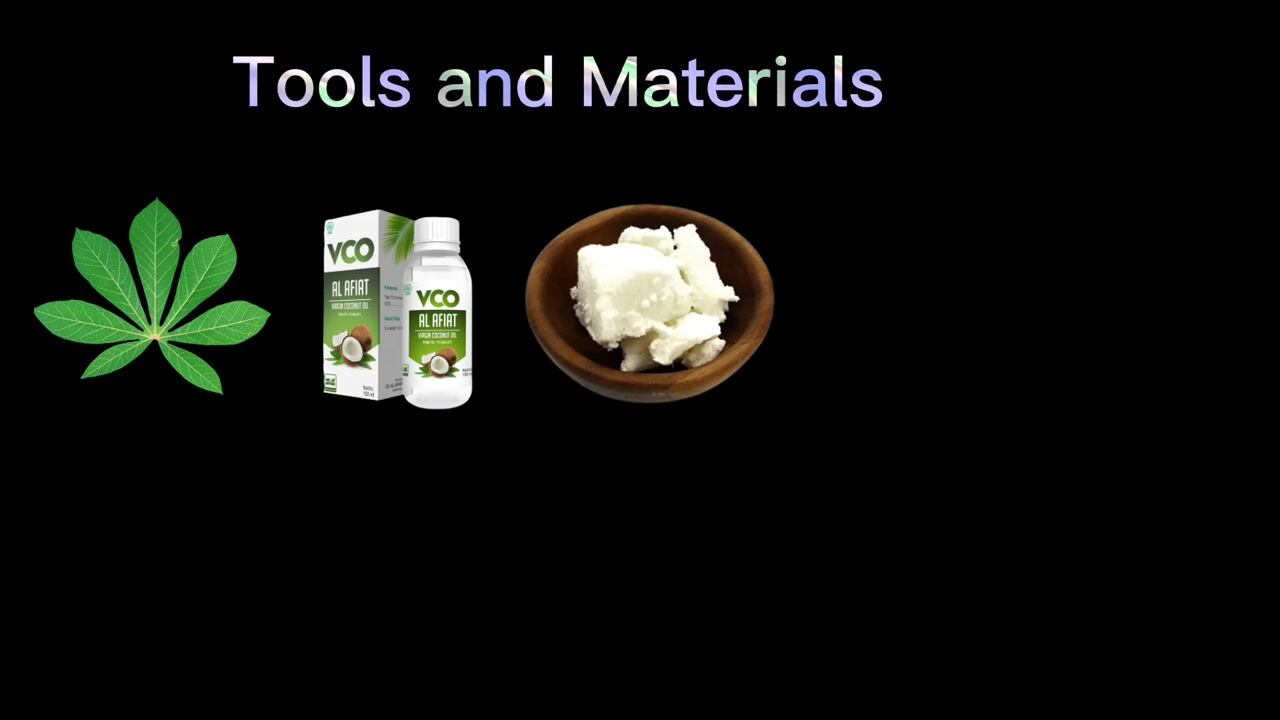 Tools and Materials
VCO
AL AFIAT
VIRGIN COCONUT OIL
VCO
AL AFIAT
VIRGIN COCONUT OIL